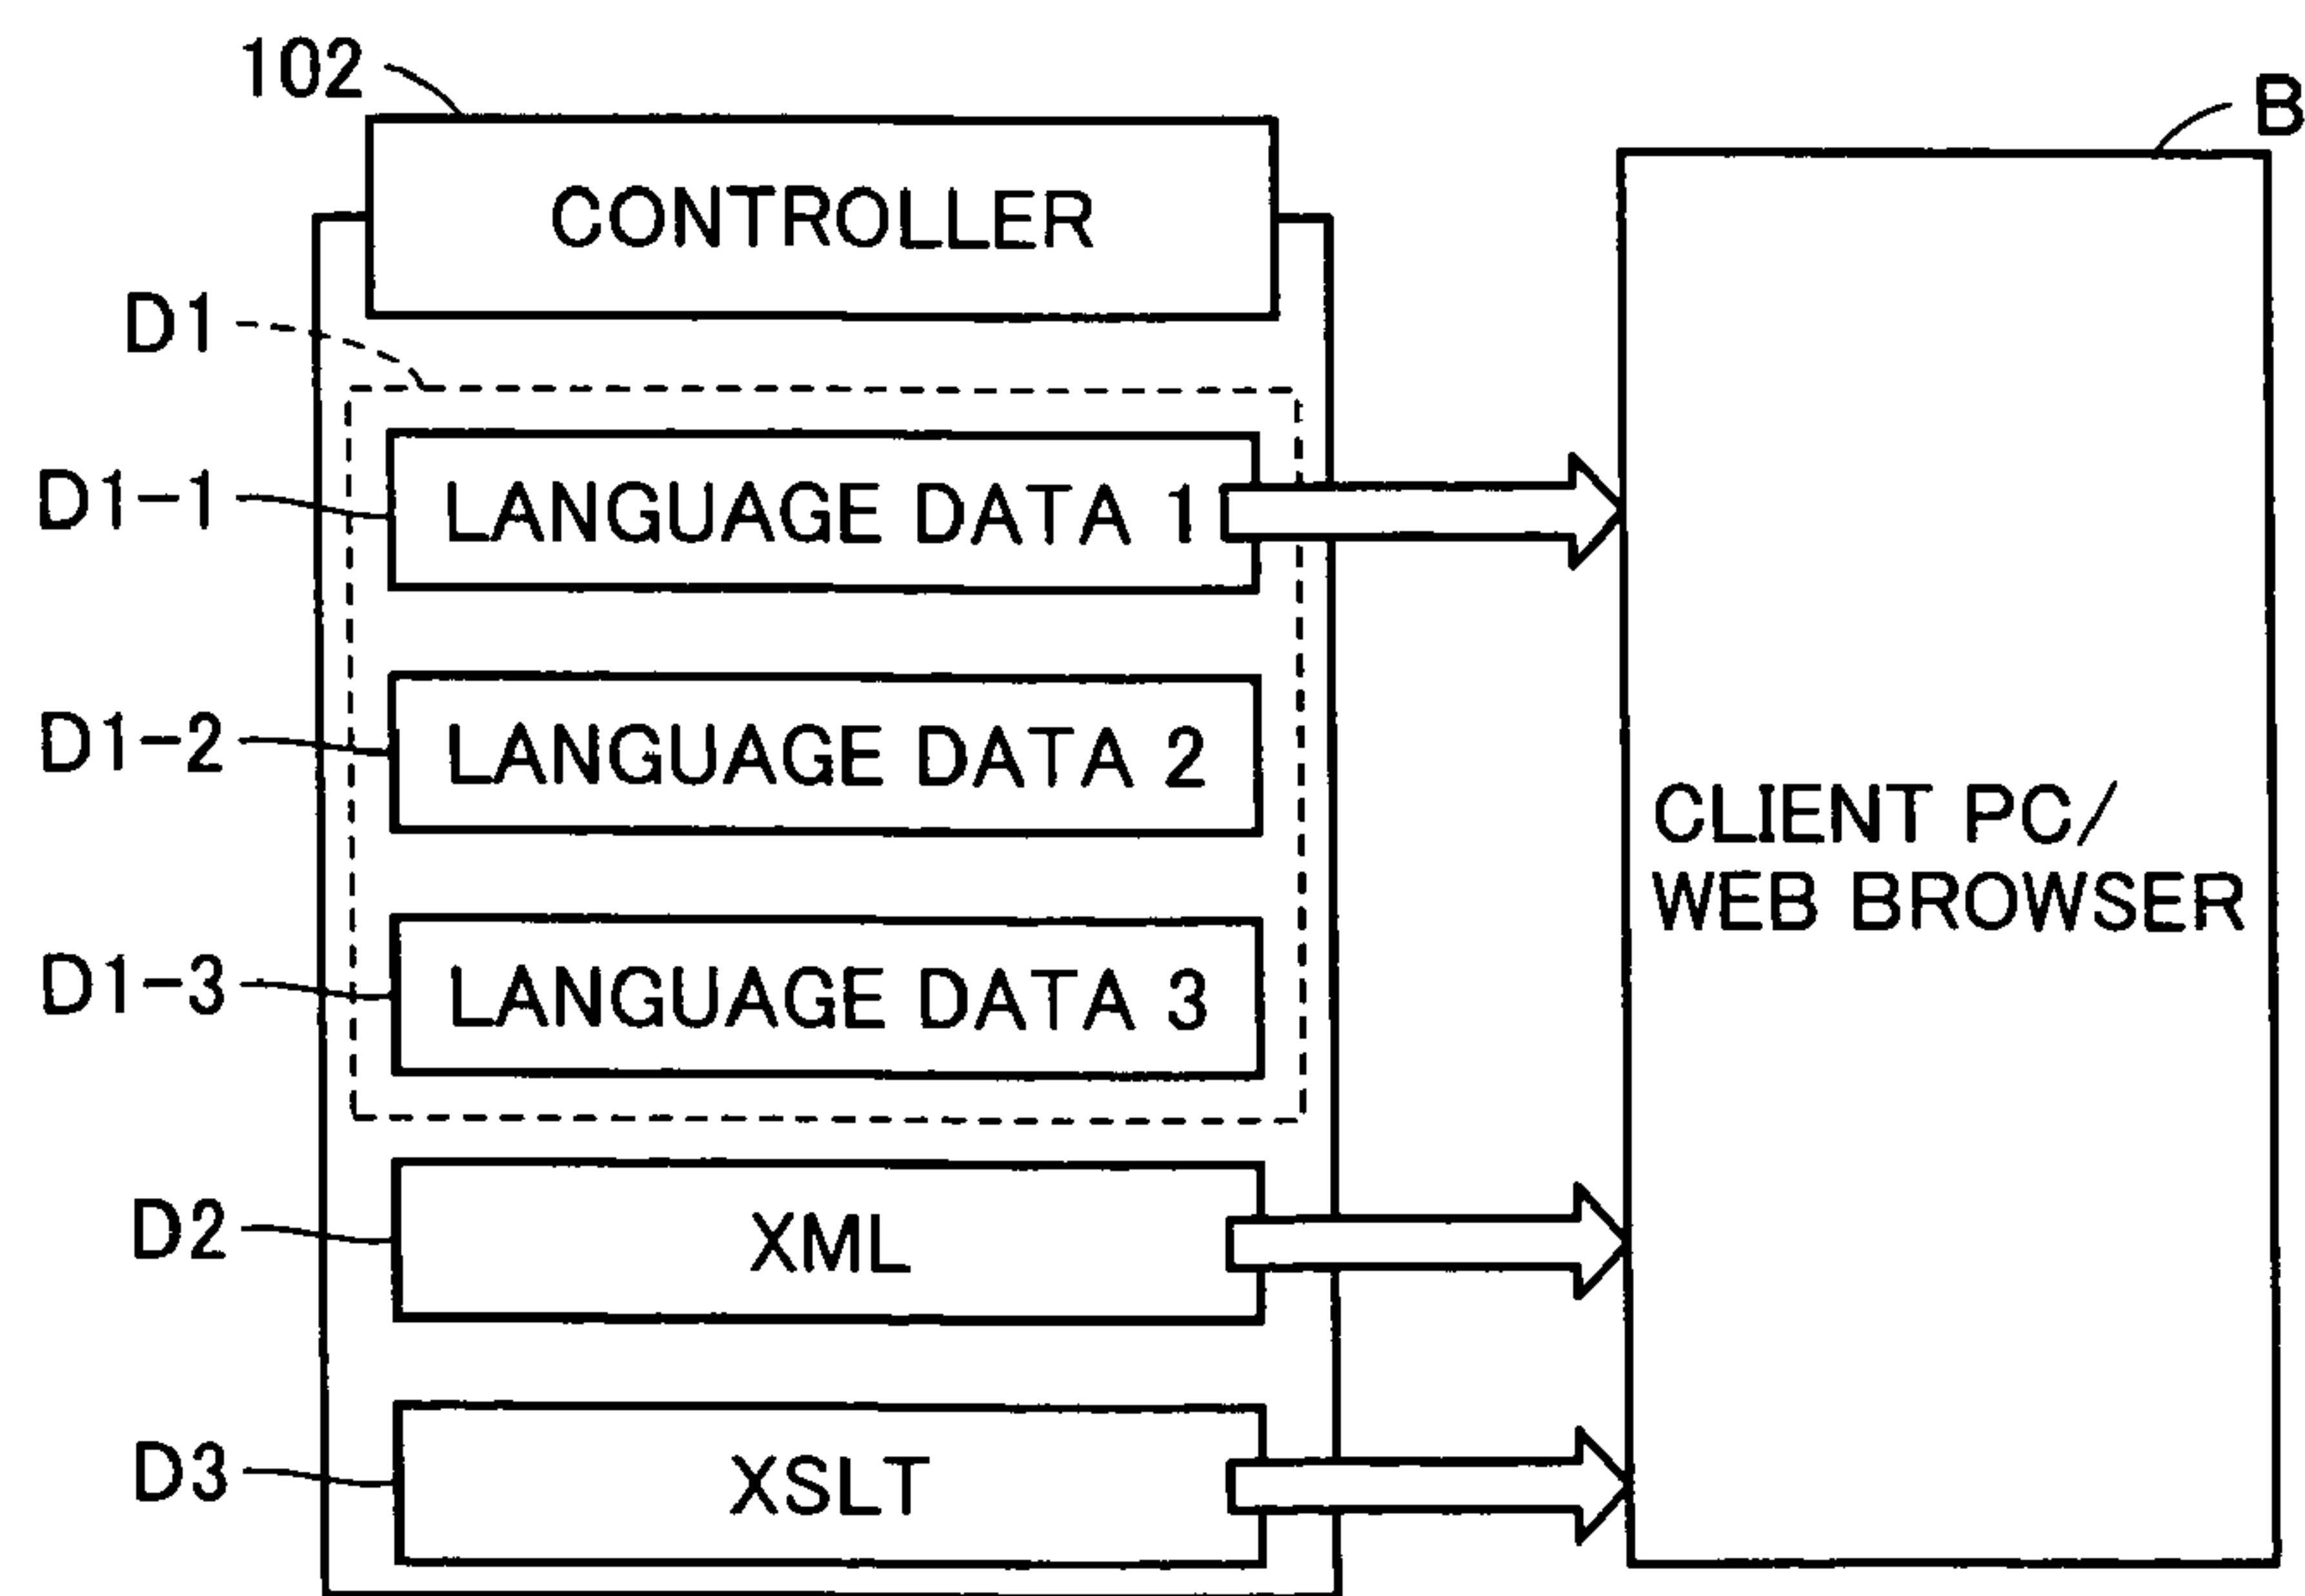 102
B
CONTROLLER
D1
D1-1
LANGUAGE DATA 1
D1-2
LANGUAGE DATA 2
CLIENT PC/
WEB BROWSER
D1-3
LANGUAGE DATA 3
D2
XML
D3
XSLT